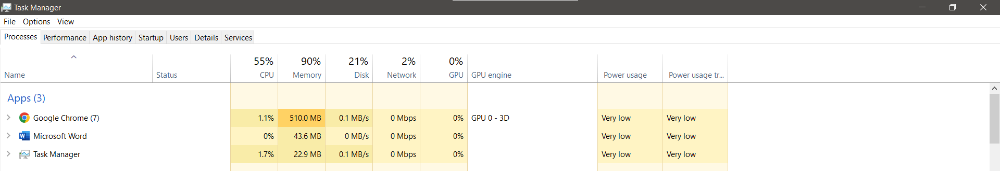 Task Manager
File Options View
Processes Performance App history Startup Users Details Services
55% 90% 21% 2% 0%
Name Status CPU Memory Disk Network GPU GPU engine Power usage Power usage tr...
Apps (3)
Google Chrome (7) 1.1% 510.0 MB 0.1 MB/s 0 Mbps 0% GPU 0 - 3D Very low Very low
Microsoft Word 0% 43.6 MB 0 MB/s 0 Mbps 0% Very low Very low
Task Manager 1.7% 22.9 MB 0.1 MB/s 0 Mbps 0% Very low Very low